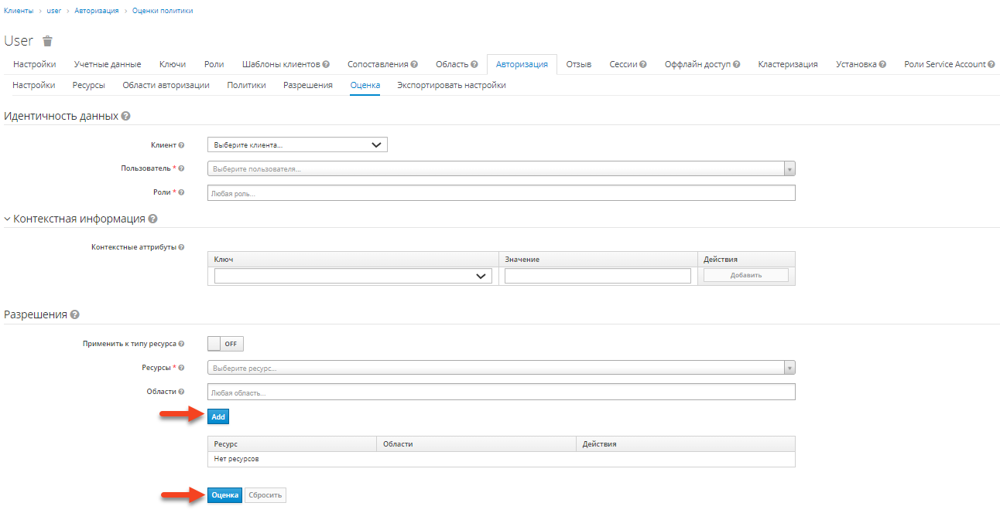 Клиенты › user › Авторизация › Оценки политики
User
Настройки Учетные данные Ключи Роли Шаблоны клиентов Сопоставления Область Авторизация Отзыв Сессии Оффлайн доступ Кластеризация Установка Роли Service Account
Настройки Ресурсы Области авторизации Политики Разрешения Оценка Экспортировать настройки
Идентичность данных
Клиент Выберите клиента...
Пользователь * Выберите пользователя...
Роли * Любая роль...
Контекстная информация
Контекстные аттрибуты
Ключ Значение Действия
Добавить
Разрешения
Применить к типу ресурса OFF
Ресурсы * Выберите ресурс...
Области Любая область...
Add
Ресурс Области Действия
Нет ресурсов
Оценка Сбросить